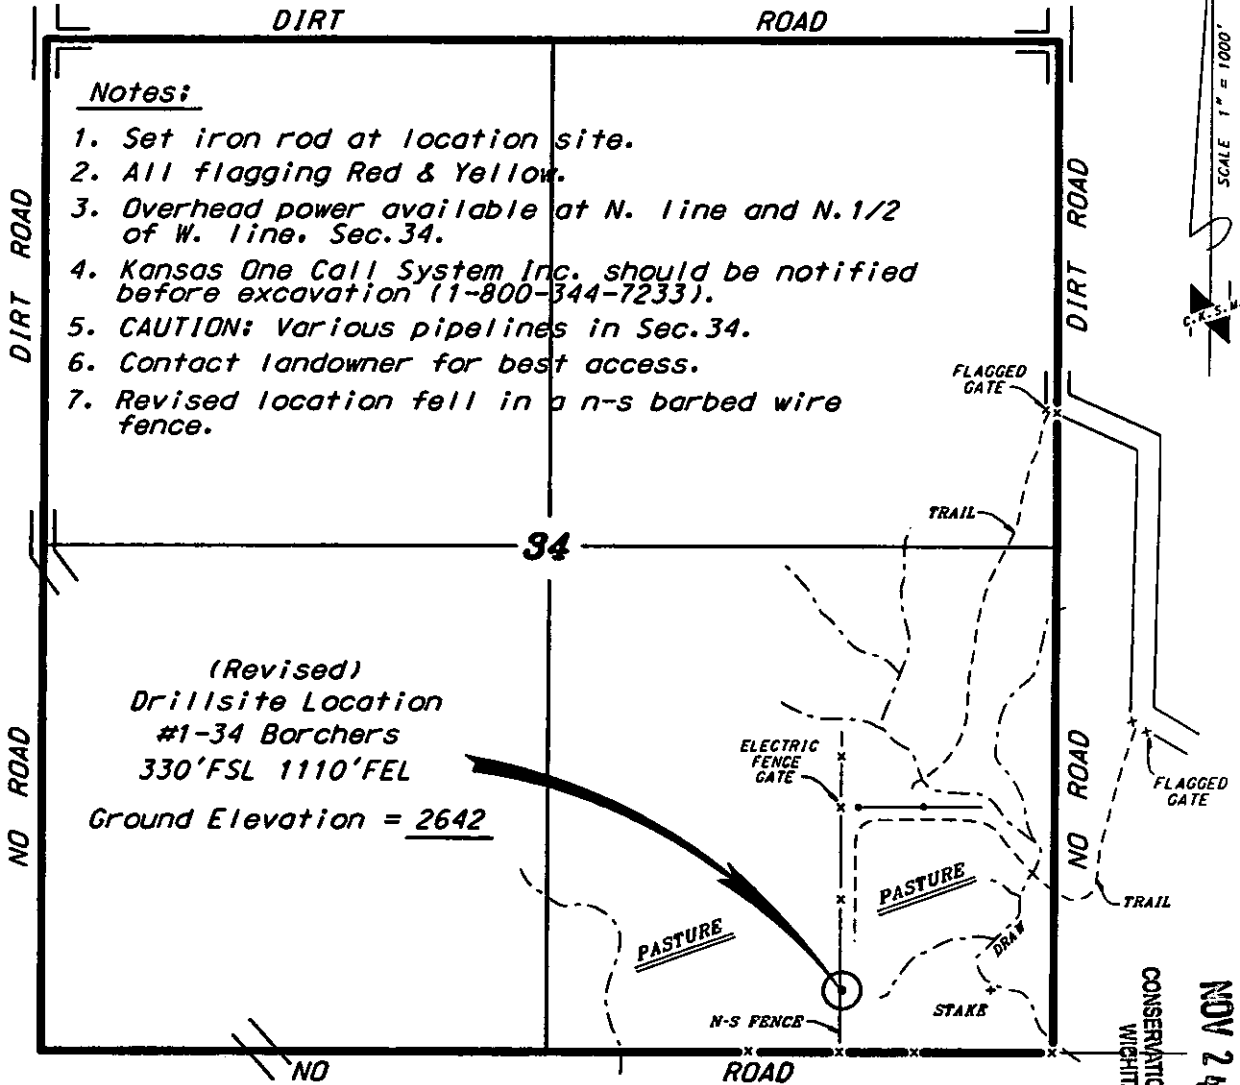 DIRT ROAD
SCALE 1" = 1000'
C.K.S.M.
Notes:
1. Set iron rod at location site.
2. All flagging Red & Yellow.
3. Overhead power available at N. line and N.1/2
of W. line. Sec.34.
4. Kansas One Call System Inc. should be notified
before excavation (1-800-344-7233).
5. CAUTION: Various pipelines in Sec.34.
6. Contact landowner for best access.
7. Revised location fell in a n-s barbed wire
fence.
DIRT ROAD
DIRT ROAD
FLAGGED
GATE
TRAIL
34
(Revised)
Drillsite Location
#1-34 Borchers
330'FSL 1110'FEL
Ground Elevation = 2642
NO ROAD
ELECTRIC
FENCE
GATE
NO ROAD
FLAGGED
GATE
PASTURE
PASTURE
TRAIL
DRAW
STAKE
N-S FENCE
NO ROAD
NOV 24